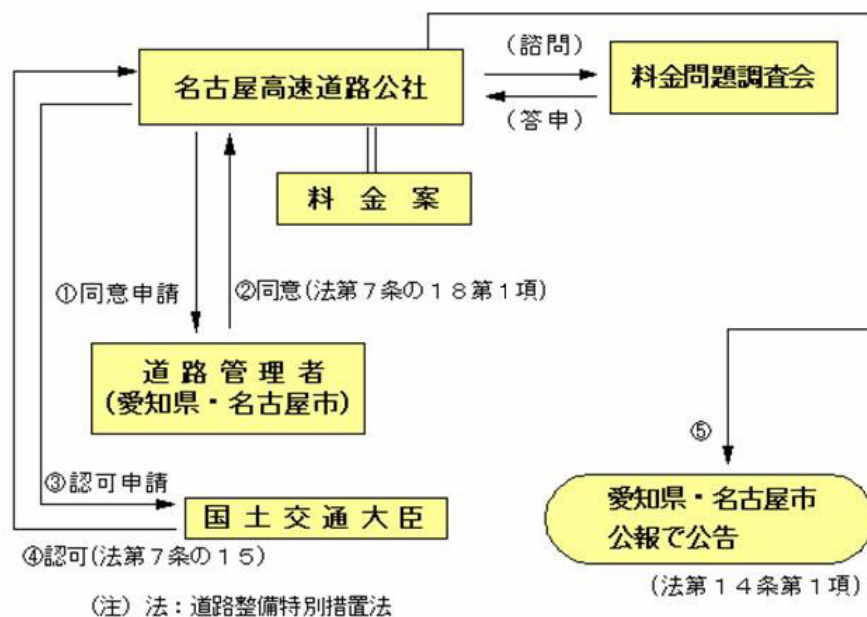 （諮問）
名古屋高速道路公社
料金問題調査会
（答申）
料金案
①同意申請
②同意(法第７条の１８第１項)
道路管理者
(愛知県・名古屋市)
⑤
③認可申請
国土交通大臣
④認可(法第７条の１５)
愛知県・名古屋市
公報で公告
(法第１４条第１項)
(注) 法：道路整備特別措置法